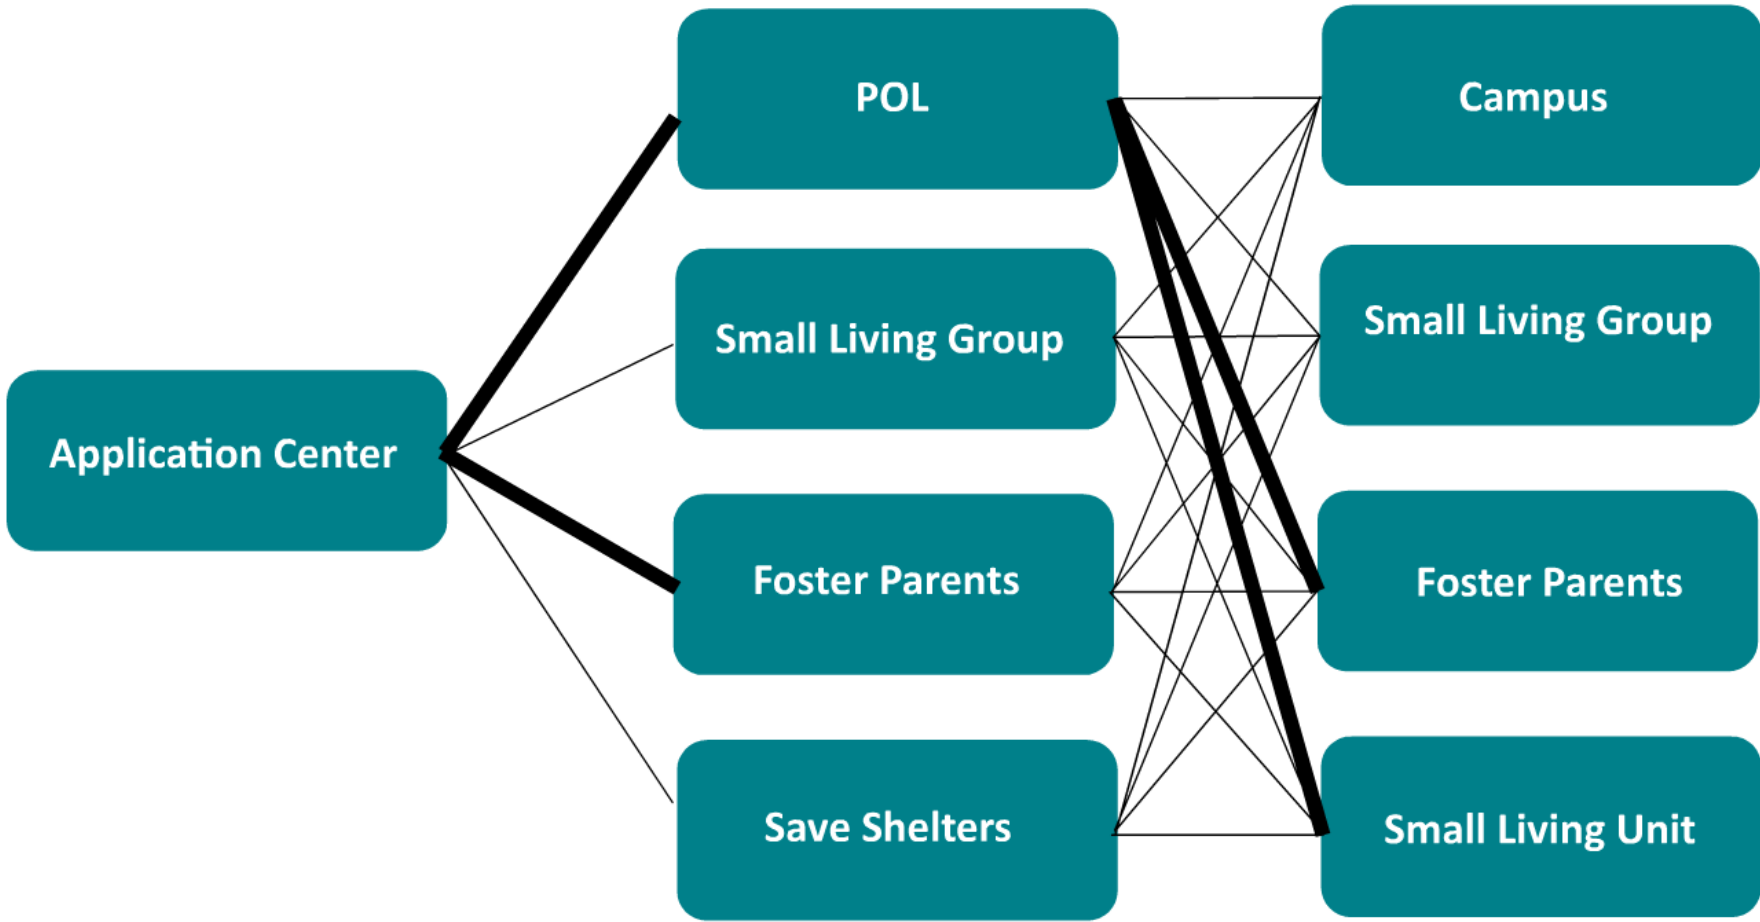 Application Center
POL
Small Living Group
Foster Parents
Save Shelters
Campus
Small Living Group
Foster Parents
Small Living Unit